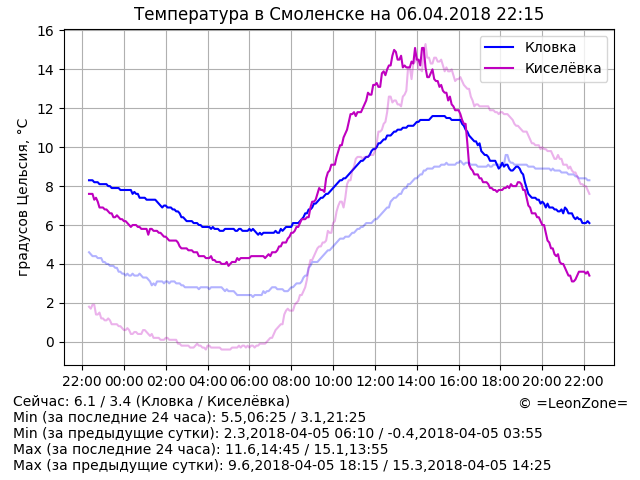 Температура в Смоленске на 06.04.2018 22:15
градусов Цельсия, °C
16
14
12
10
8
6
4
2
0
Кловка
Киселёвка
22:00 00:00 02:00 04:00 06:00 08:00 10:00 12:00 14:00 16:00 18:00 20:00 22:00
Сейчас: 6.1 / 3.4 (Кловка / Киселёвка)
© =LeonZone=
Min (за последние 24 часа): 5.5,06:25 / 3.1,21:25
Min (за предыдущие сутки): 2.3,2018-04-05 06:10 / -0.4,2018-04-05 03:55
Max (за последние 24 часа): 11.6,14:45 / 15.1,13:55
Max (за предыдущие сутки): 9.6,2018-04-05 18:15 / 15.3,2018-04-05 14:25